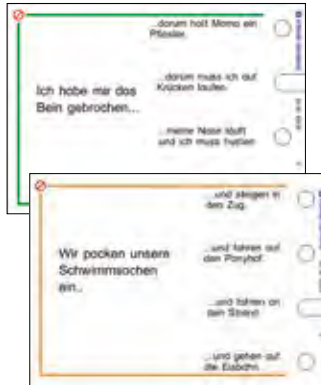 ...darum holt Mama ein
Pflaster.
Ich habe mir das
Bein gebrochen...
...darum muss ich auf
Krücken laufen.
...meine Nase läuft
und ich muss husten
...und steigen in
den Zug.
Wir packen unsere
Schwimmsachen
ein..
...und fahren auf
den Ponyhof.
...und fahren an
den Strand.
...und gehen auf
die Eisbahn.